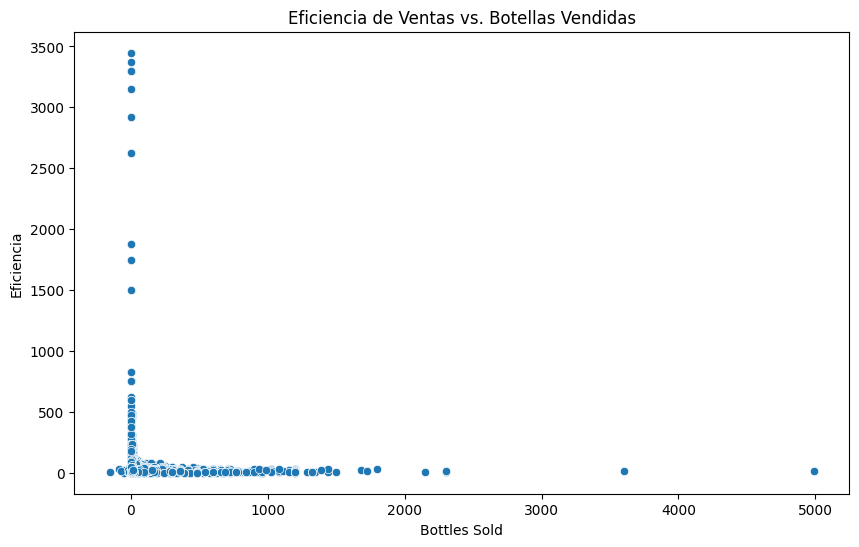 Eficiencia de Ventas vs. Botellas Vendidas
3500
3000
2500
2000
1500
1000
500
0
Eficiencia
0 1000 2000 3000 4000 5000
Bottles Sold